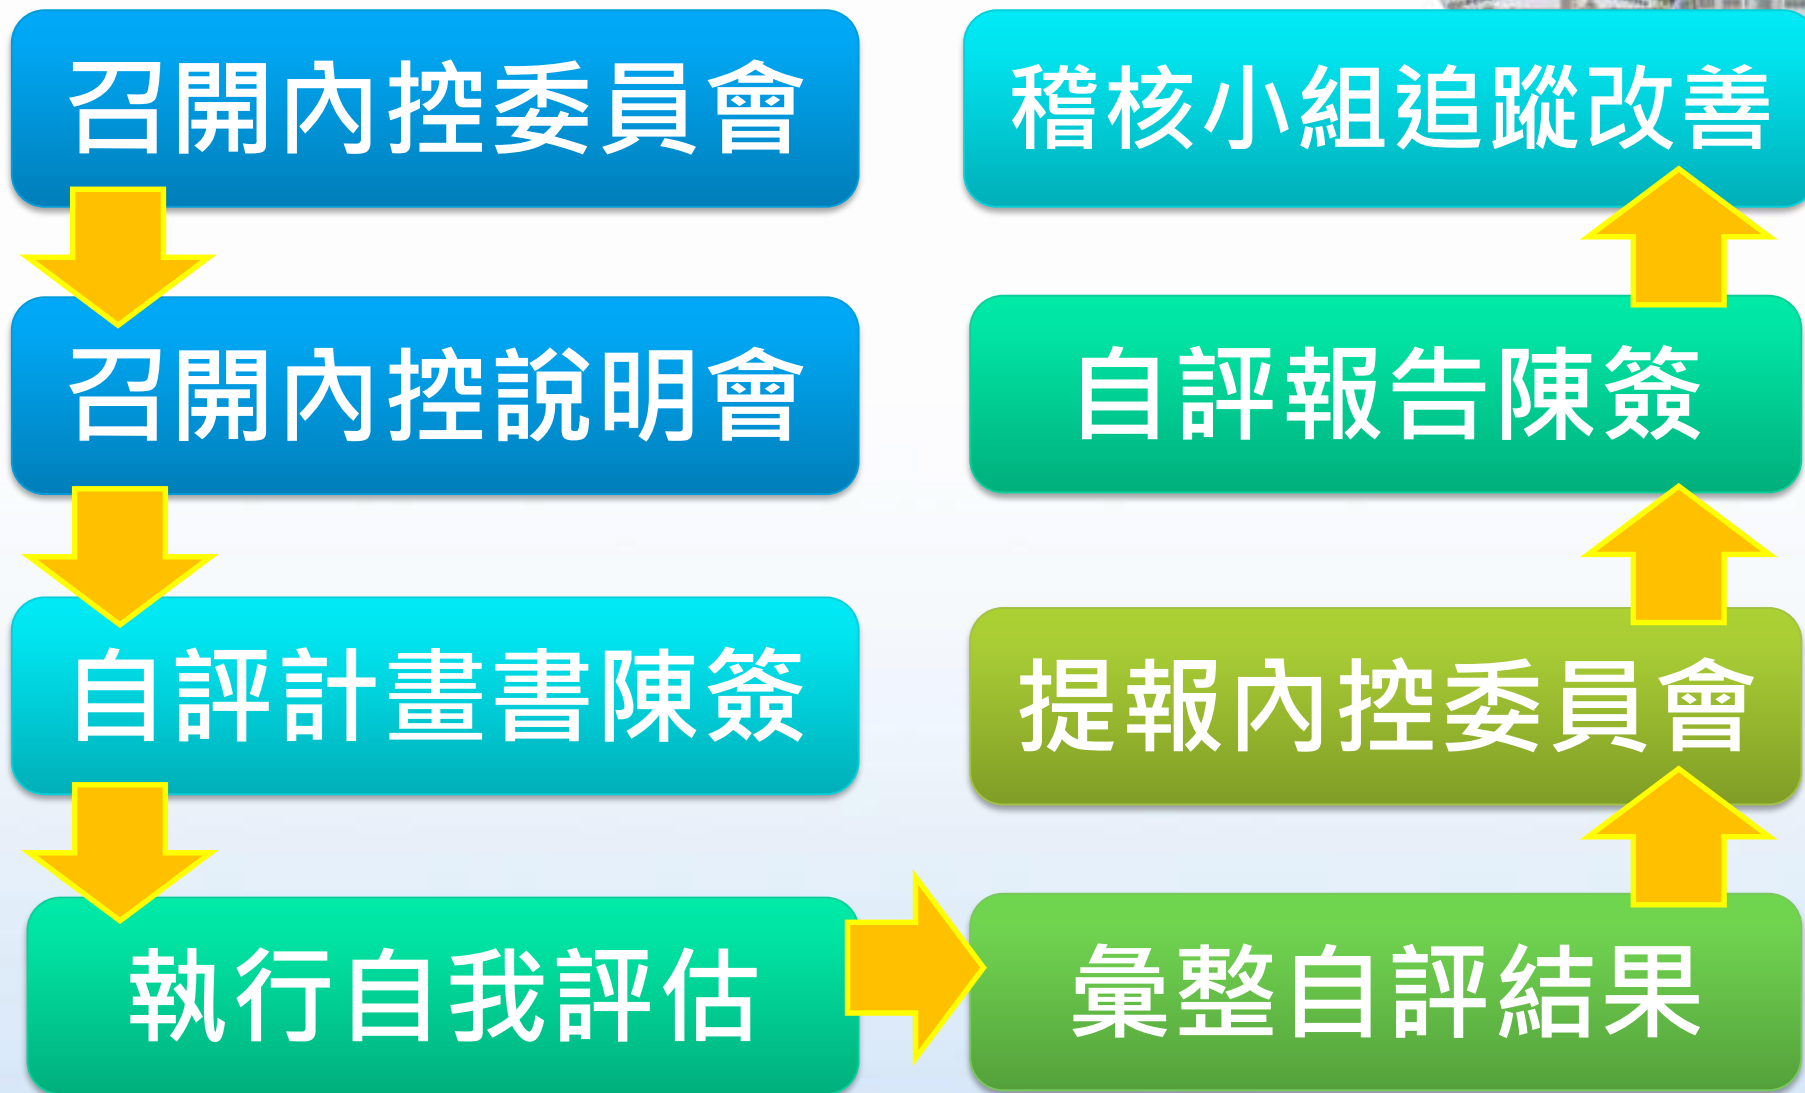 召開內控委員會
召開內控說明會
自評計畫書陳簽
執行自我評估
彙整自評結果
提報內控委員會
自評報告陳簽
稽核小組追蹤改善